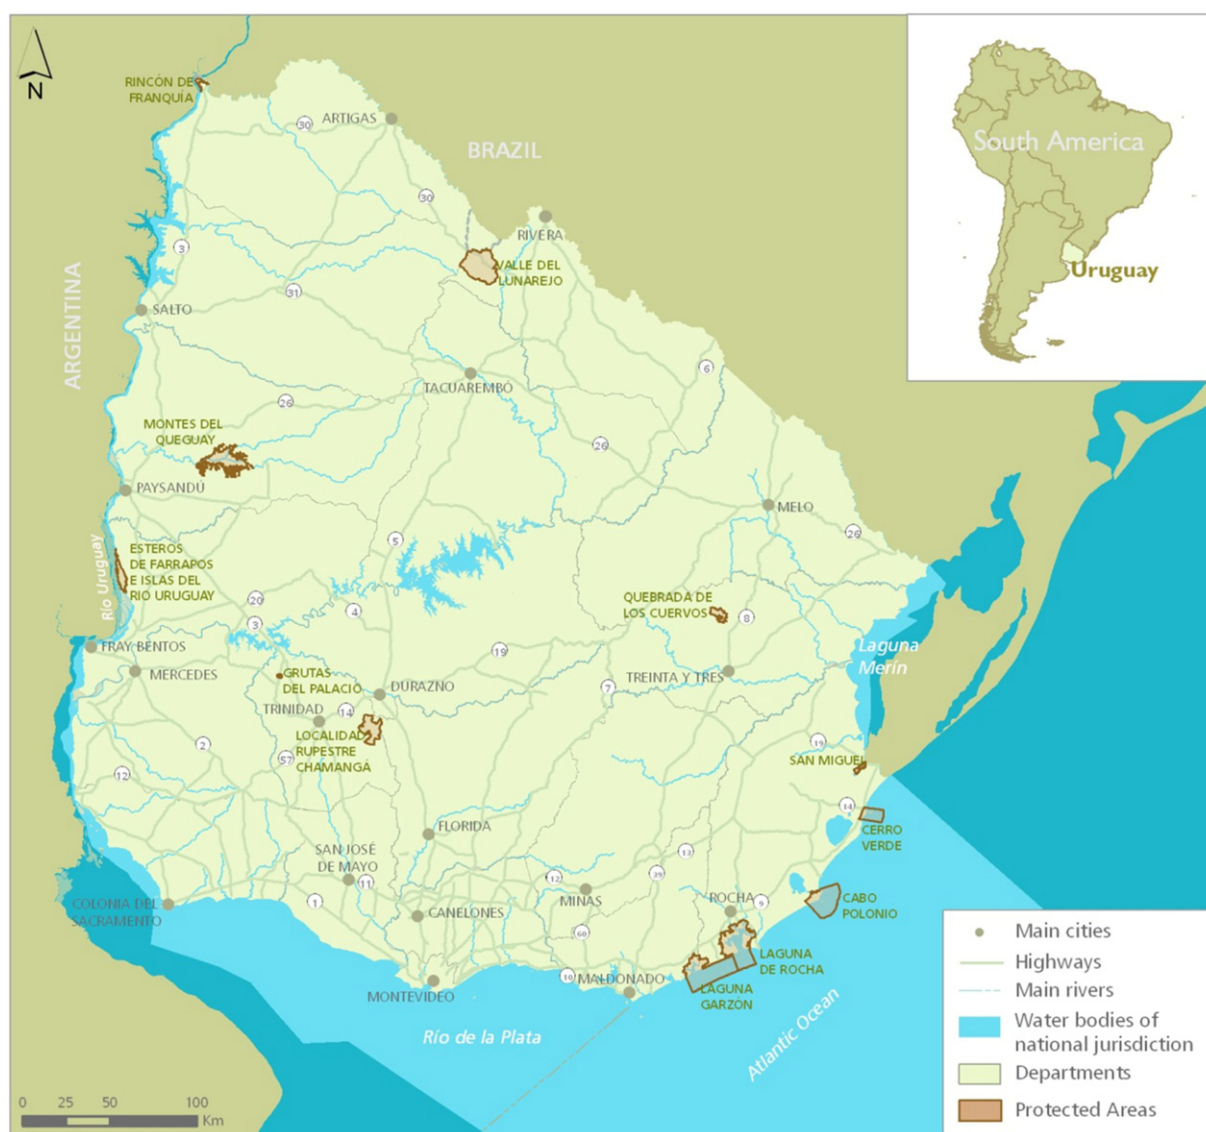 N
RINCÓN DE
FRANQUÍA
ARTIGAS
30
BRAZIL
30
RIVERA
3
VALLE DEL
LUNAREJO
ARGENTINA
31
SALTO
6
TACUAREMBÓ
26
MONTES DEL
QUEGUAY
26
PAYSANDÚ
MELO
26
5
Río Uruguay
ESTEROS
DE FARRAPOS
E ISLAS DEL
RIO URUGUAY
20
4
3
QUEBRADA DE
LOS CUERVOS
8
FRAY BENTOS
19
Laguna
Merín
MERCEDES
GRUTAS
DEL PALACIO
TREINTA Y TRES
DURAZNO
7
TRINIDAD
14
LOCALIDAD
RUPESTRE
CHAMANGÁ
2
57
19
SAN MIGUEL
12
14
CERRO
VERDE
FLORIDA
SAN JOSÉ
DE MAYO
13
39
11
12
MINAS
ROCHA
9
CABO
POLONIO
1
COLONIA DEL
SACRAMENTO
CANELONES
60
LAGUNA
DE ROCHA
MONTEVIDEO
10
MALDONADO
LAGUNA
GARZÓN
Río de la Plata
Atlantic Ocean
South America
Uruguay
Main cities
Highways
Main rivers
Water bodies of
national jurisdiction
Departments
Protected Areas
0 25 50 100
Km